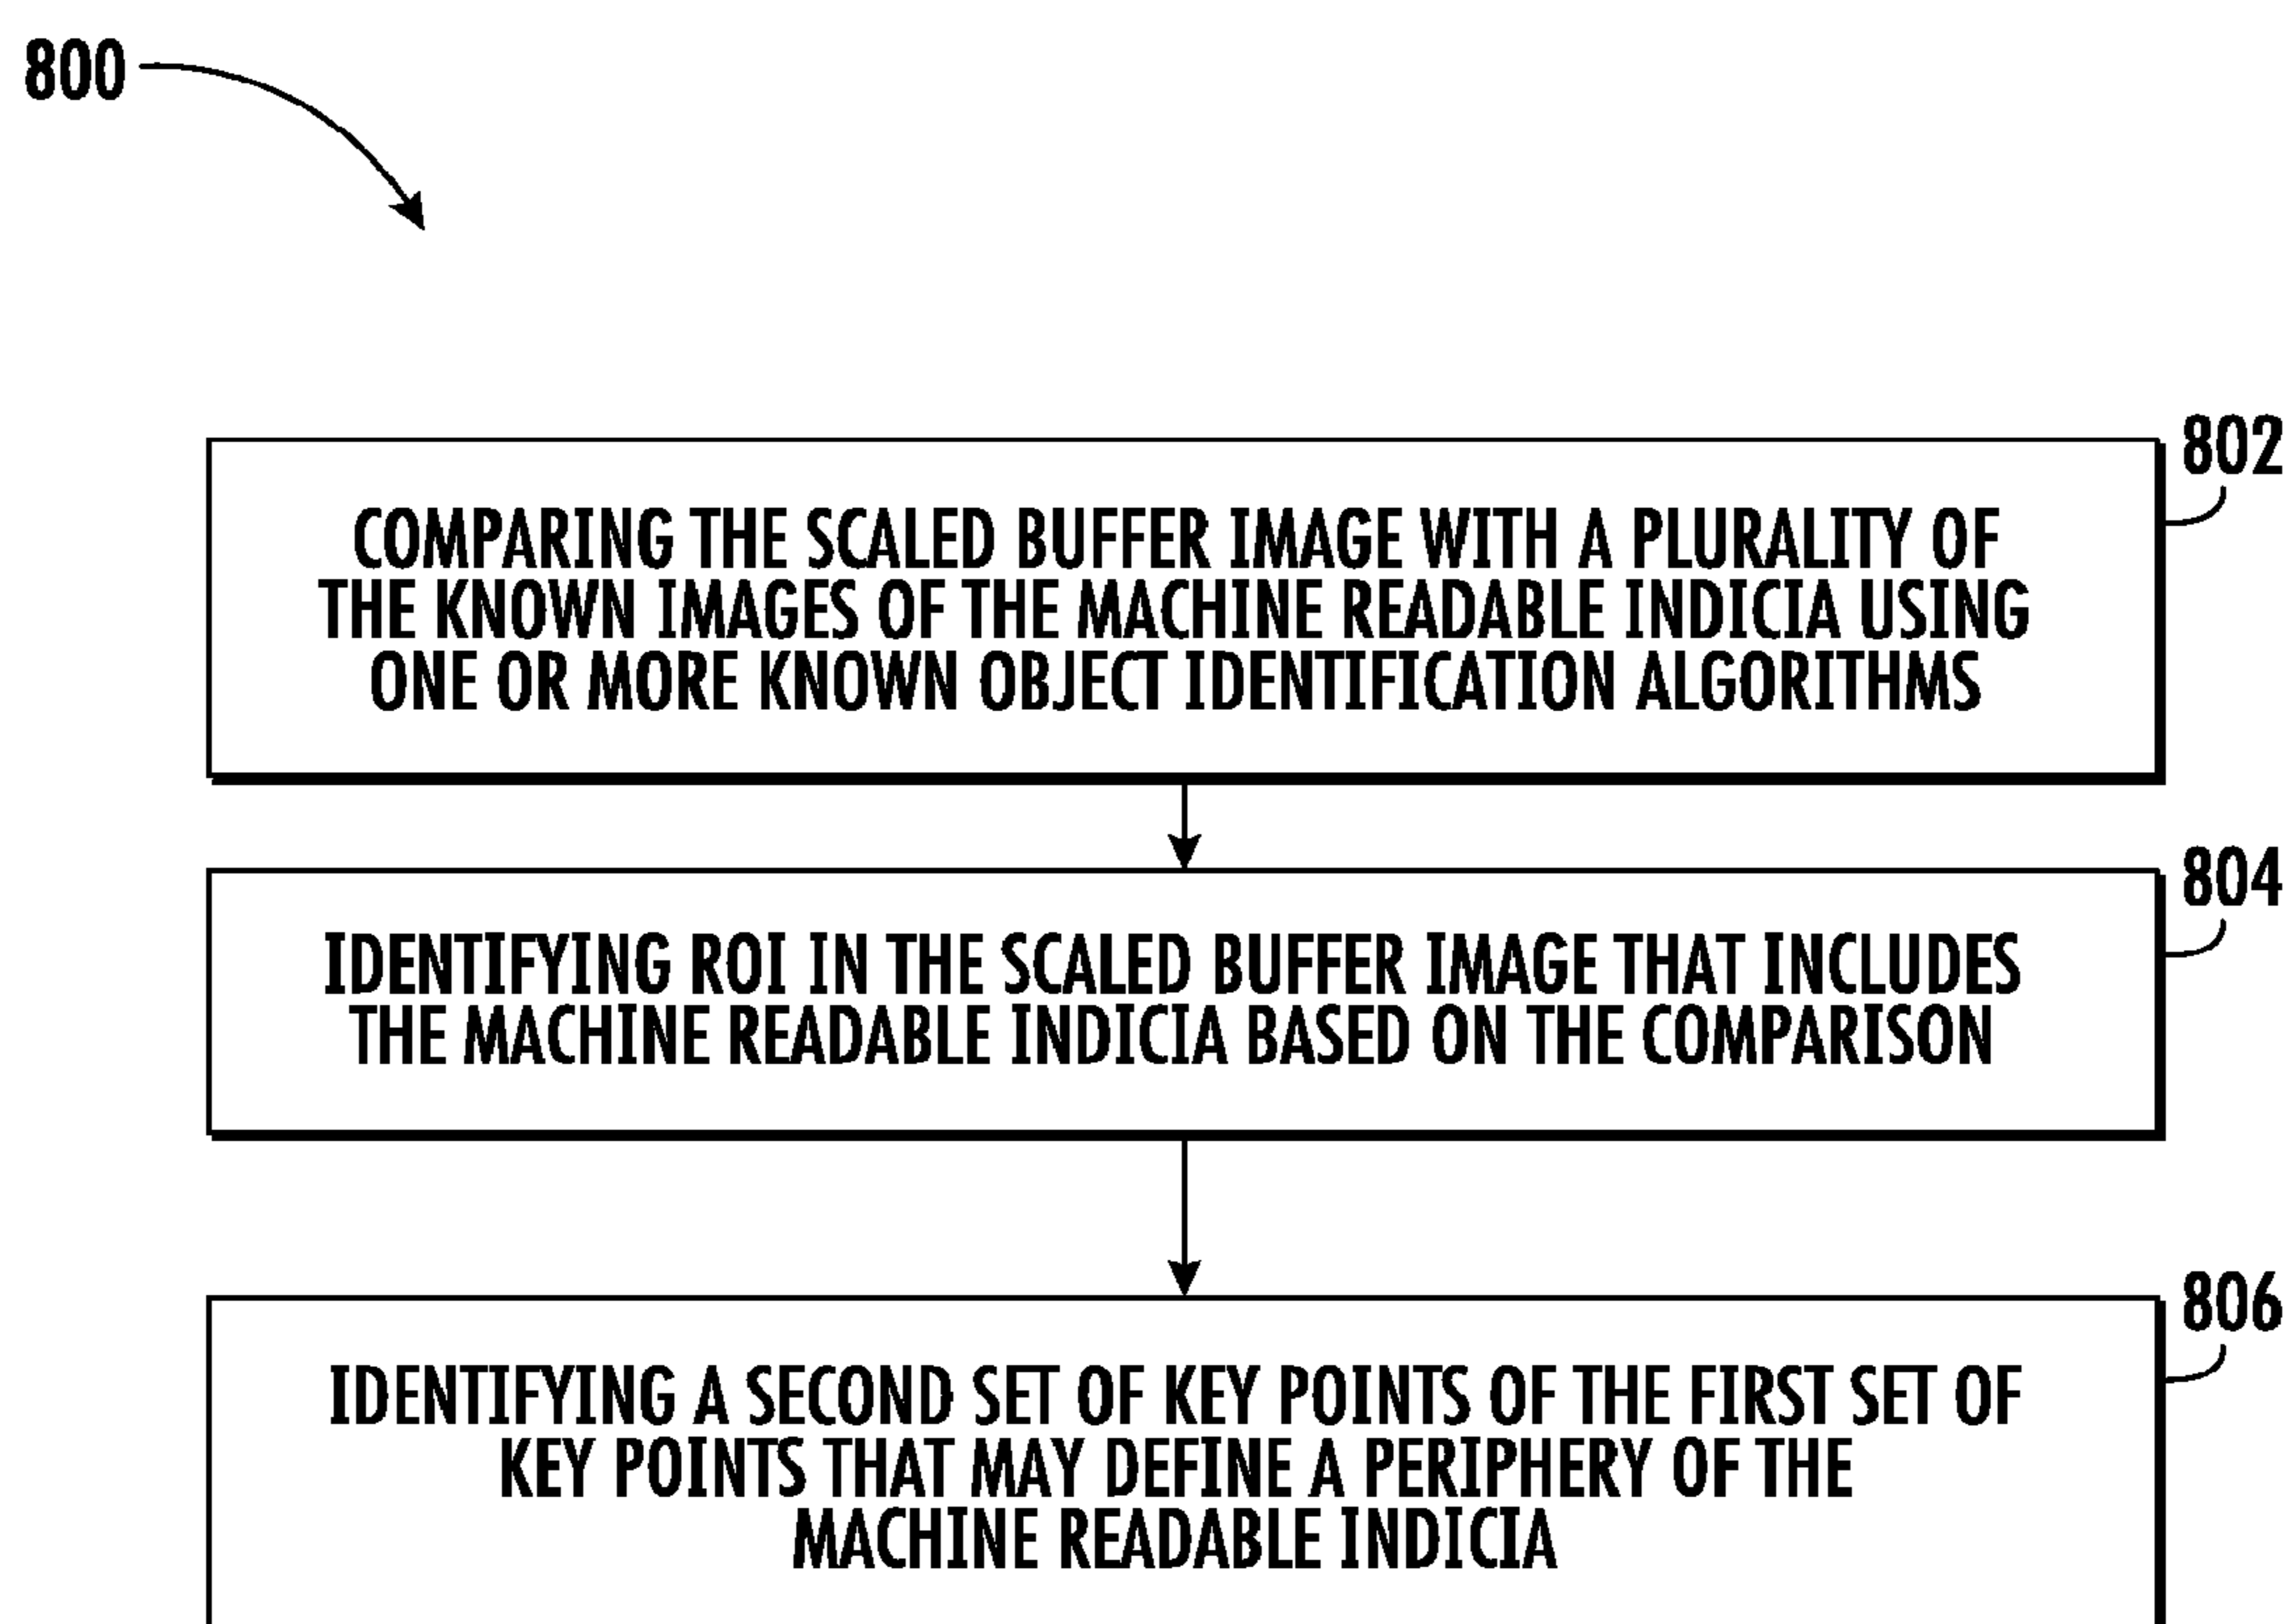 800
802
COMPARING THE SCALED BUFFER IMAGE WITH A PLURALITY OF
THE KNOWN IMAGES OF THE MACHINE READABLE INDICIA USING
ONE OR MORE KNOWN OBJECT IDENTIFICATION ALGORITHMS
804
IDENTIFYING ROI IN THE SCALED BUFFER IMAGE THAT INCLUDES
THE MACHINE READABLE INDICIA BASED ON THE COMPARISON
806
IDENTIFYING A SECOND SET OF KEY POINTS OF THE FIRST SET OF
KEY POINTS THAT MAY DEFINE A PERIPHERY OF THE
MACHINE READABLE INDICIA